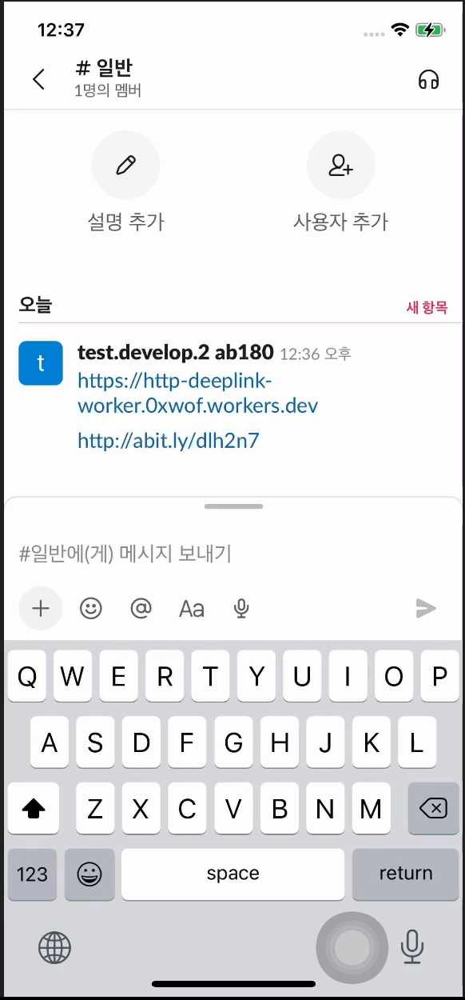 12:37
# 일반
1명의 멤버
설명 추가
사용자 추가
오늘
새 항목
t
test.develop.2 ab180 12:36 오후
https://http-deeplink-
worker.0xwof.workers.dev
http://abit.ly/dlh2n7
#일반에(게) 메시지 보내기
@ Aa
Q W E R T Y U I O P
A S D F G H J K L
Z X C V B N M
123 space return